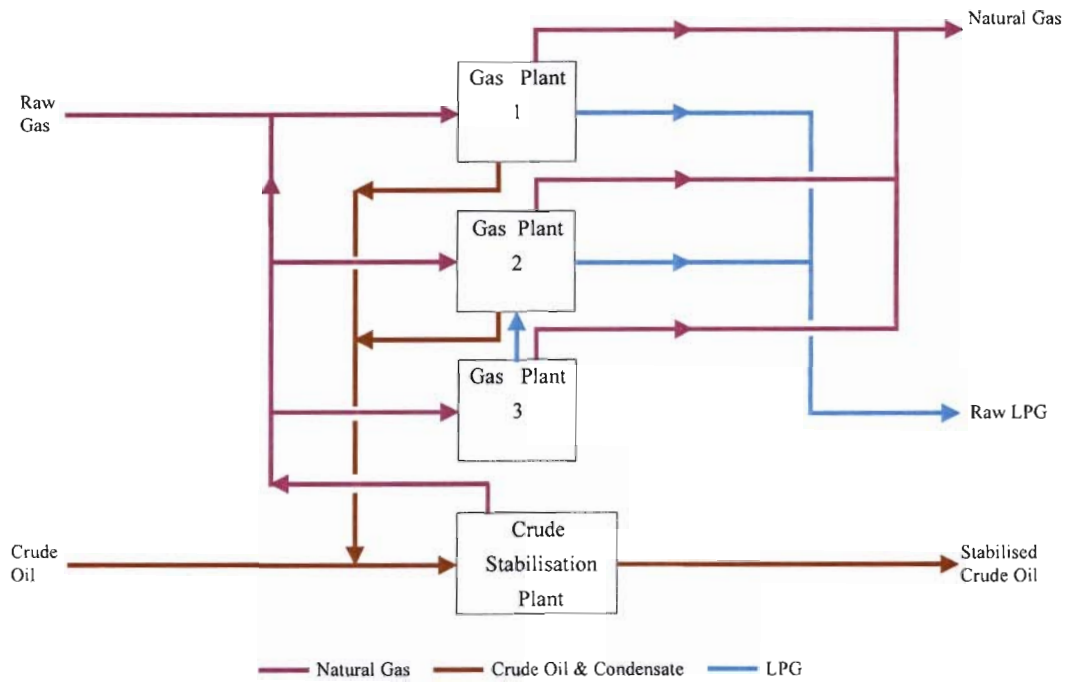 Natural Gas
Gas Plant
1
Raw
Gas
Gas Plant
2
Gas Plant
3
Raw LPG
Crude
Stabilisation
Plant
Crude
Oil
Stabilised
Crude Oil
Natural Gas
Crude Oil & Condensate
LPG